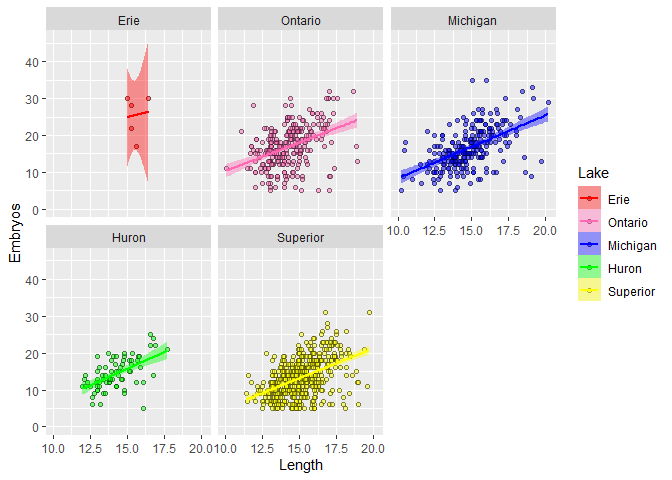 Erie Ontario Michigan
40
30
20
10
0
10.0 12.5 15.0 17.5 20.0
Huron Superior
40
30
20
10
0
10.0 12.5 15.0 17.5 20.0 10.0 12.5 15.0 17.5 20.0
Length
Embryos
Lake
Erie
Ontario
Michigan
Huron
Superior